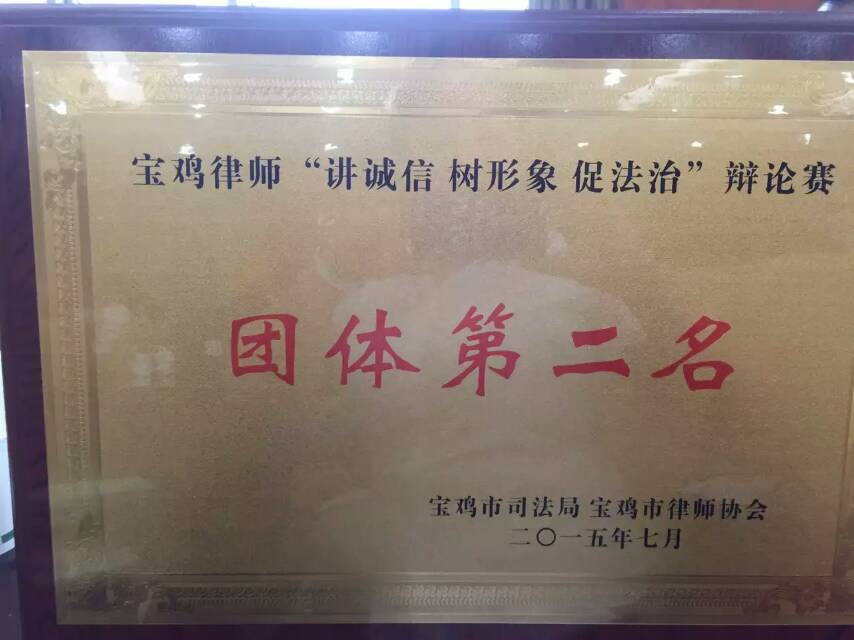 宝鸡律师“讲诚信 树形象 促法治”辩论赛
团体第二名
宝鸡市司法局 宝鸡市律师协会
二〇一五年七月